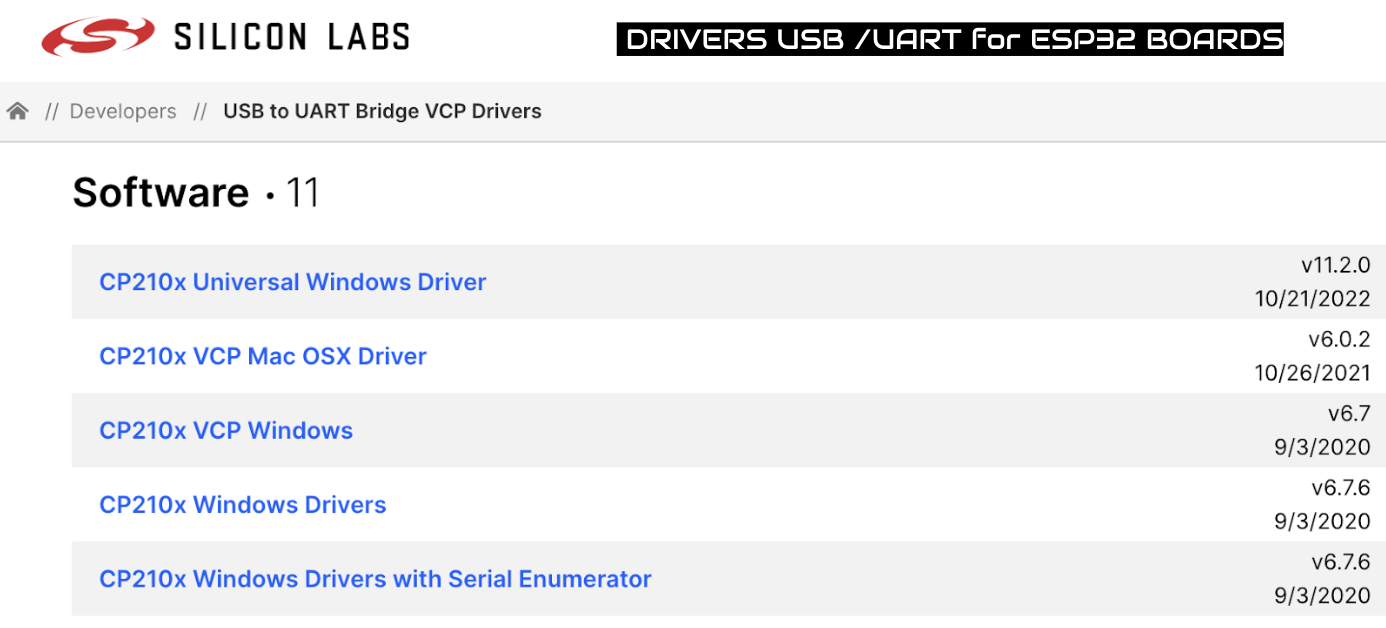 SILICON LABS
DRIVERS USB /UART for ESP32 BOARDS
// Developers // USB to UART Bridge VCP Drivers
Software • 11
CP210x Universal Windows Driver
v11.2.0
10/21/2022
CP210x VCP Mac OSX Driver
v6.0.2
10/26/2021
CP210x VCP Windows
v6.7
9/3/2020
CP210x Windows Drivers
v6.7.6
9/3/2020
CP210x Windows Drivers with Serial Enumerator
v6.7.6
9/3/2020